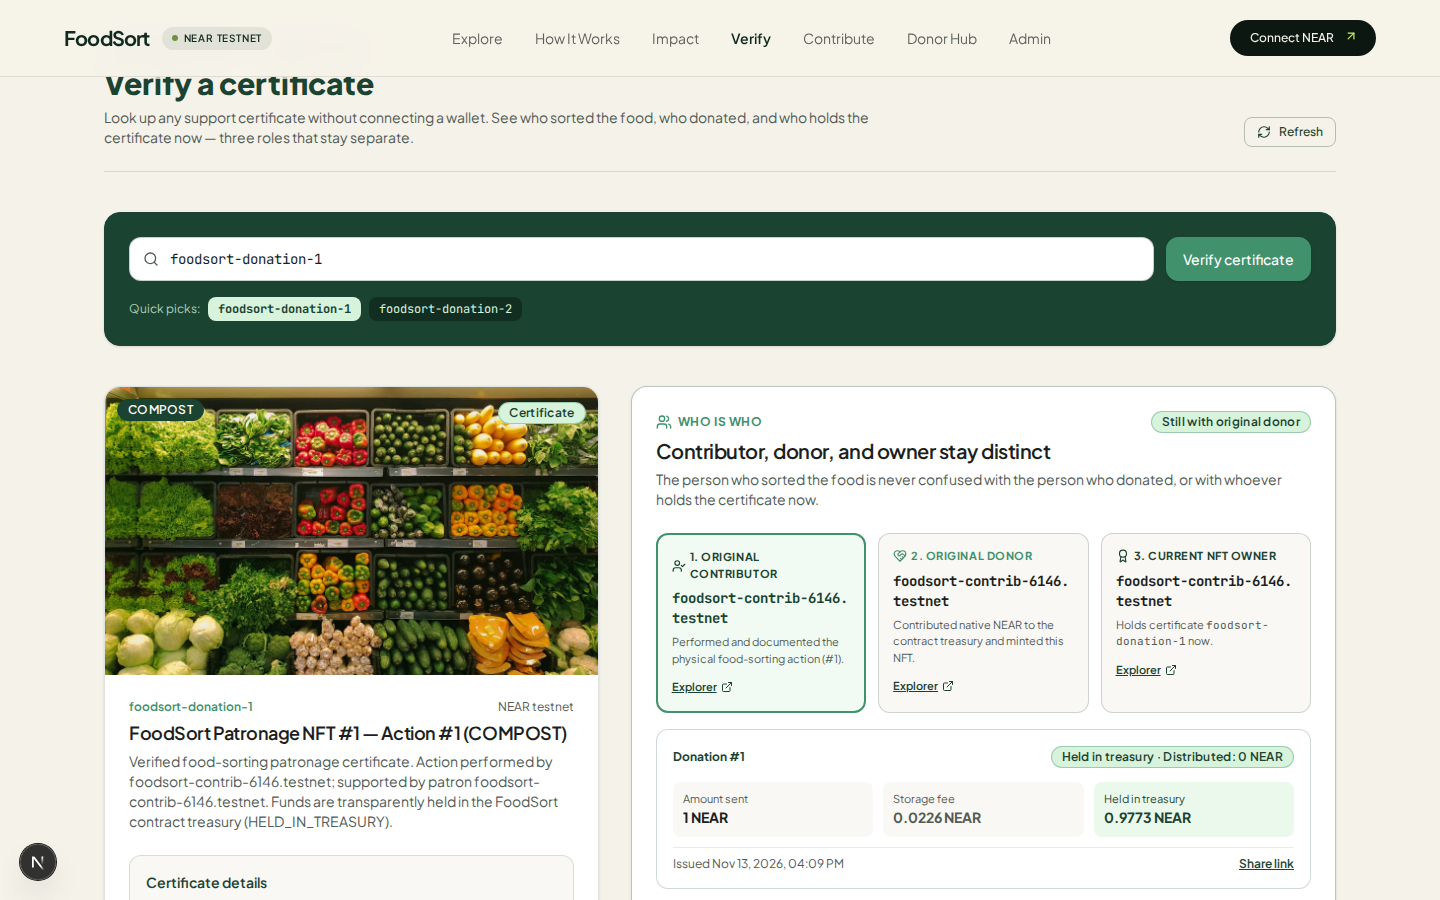 FoodSort
NEAR TESTNET
Explore
How It Works
Impact
Verify
Contribute
Donor Hub
Admin
Connect NEAR
Verify a certificate
Look up any support certificate without connecting a wallet. See who sorted the food, who donated, and who holds the
certificate now — three roles that stay separate.
Refresh
foodsort-donation-1
Verify certificate
Quick picks:
foodsort-donation-1
foodsort-donation-2
COMPOST
Certificate
foodsort-donation-1
NEAR testnet
FoodSort Patronage NFT #1 — Action #1 (COMPOST)
Verified food-sorting patronage certificate. Action performed by
foodsort-contrib-6146.testnet; supported by patron foodsort-
contrib-6146.testnet. Funds are transparently held in the FoodSort
contract treasury (HELD_IN_TREASURY).
Certificate details
WHO IS WHO
Still with original donor
Contributor, donor, and owner stay distinct
The person who sorted the food is never confused with the person who donated, or with whoever
holds the certificate now.
1. ORIGINAL
CONTRIBUTOR
foodsort-contrib-6146.
testnet
Performed and documented the
physical food-sorting action (#1).
Explorer
2. ORIGINAL DONOR
foodsort-contrib-6146.
testnet
Contributed native NEAR to the
contract treasury and minted this
NFT.
Explorer
3. CURRENT NFT OWNER
foodsort-contrib-6146.
testnet
Holds certificate foodsort-
donation-1 now.
Explorer
Donation #1
Held in treasury · Distributed: 0 NEAR
Amount sent
1 NEAR
Storage fee
0.0226 NEAR
Held in treasury
0.9773 NEAR
Issued Nov 13, 2026, 04:09 PM
Share link
N